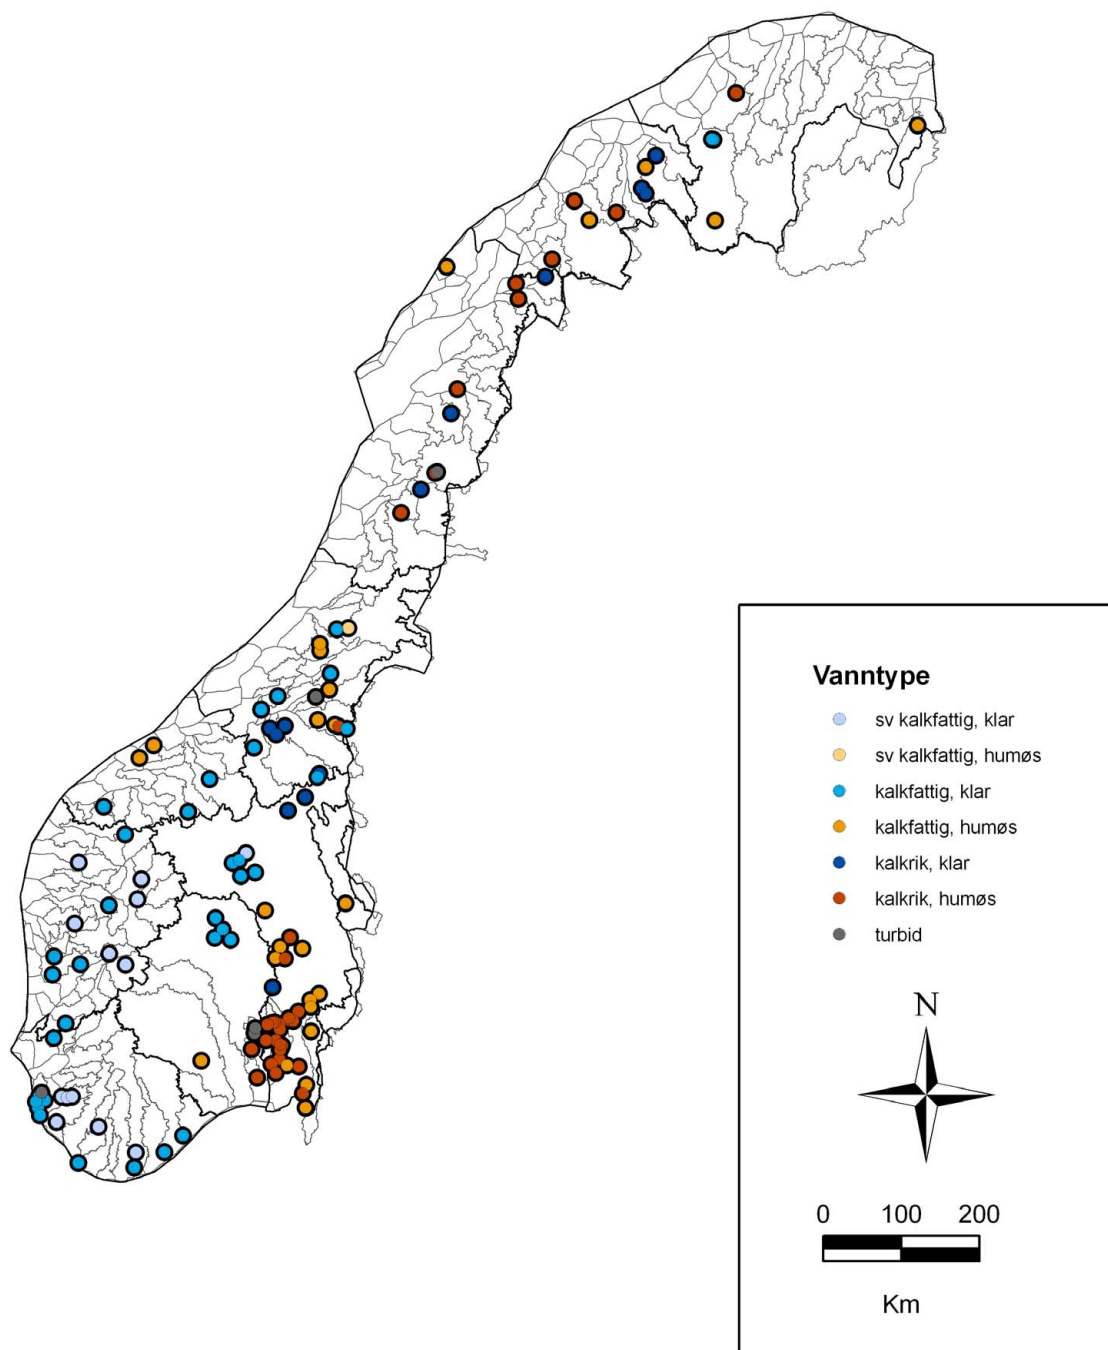 Vanntype
sv kalkfattig, klar
sv kalkfattig, humøs
kalkfattig, klar
kalkfattig, humøs
kalkrik, klar
kalkrik, humøs
turbid
N
0 100 200
Km